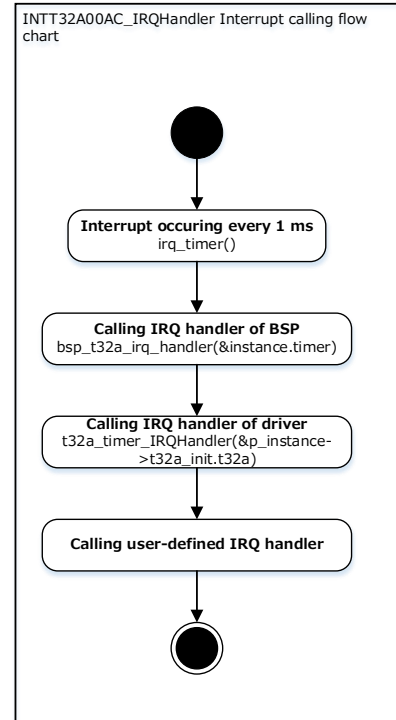 INTT32A00AC_IRQHandler Interrupt calling flow
chart
Interrupt occuring every 1 ms
irq_timer()
Calling IRQ handler of BSP
bsp_t32a_irq_handler(&instance.timer)
Calling IRQ handler of driver
t32a_timer_IRQHandler(&p_instance-
>t32a_init.t32a)
Calling user-defined IRQ handler